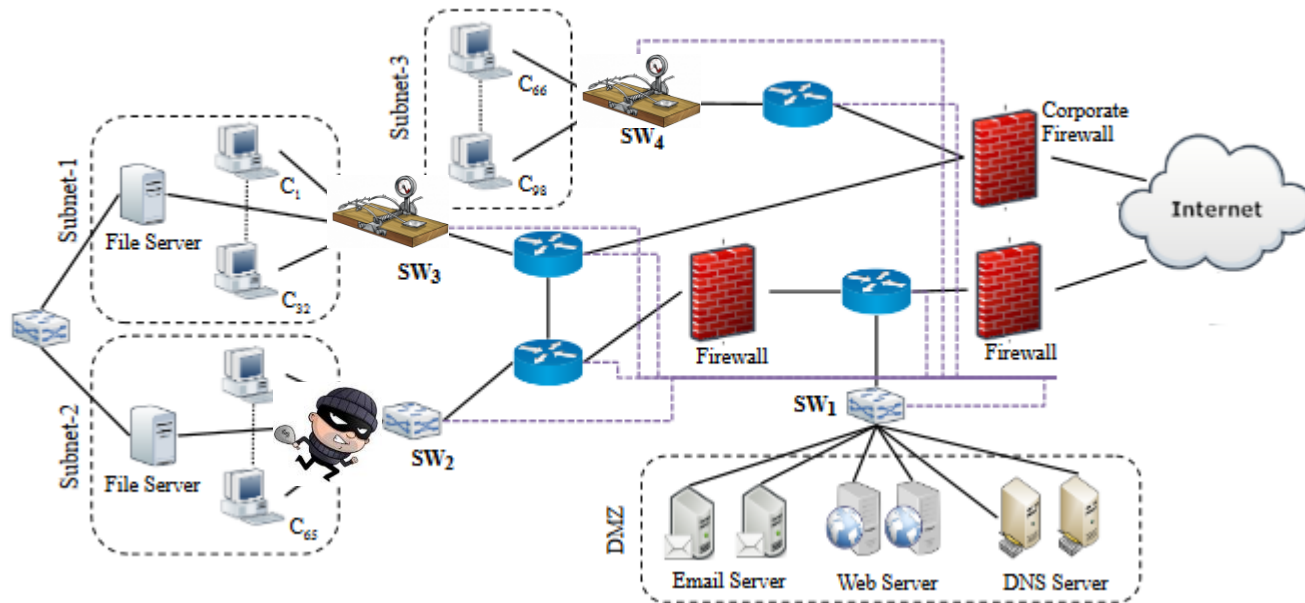 Subnet-3
C66
C98
SW4
Corporate
Firewall
Internet
Subnet-1
File Server
C1
C32
SW3
Firewall
Firewall
Subnet-2
File Server
C65
SW2
SW1
DMZ
Email Server
Web Server
DNS Server